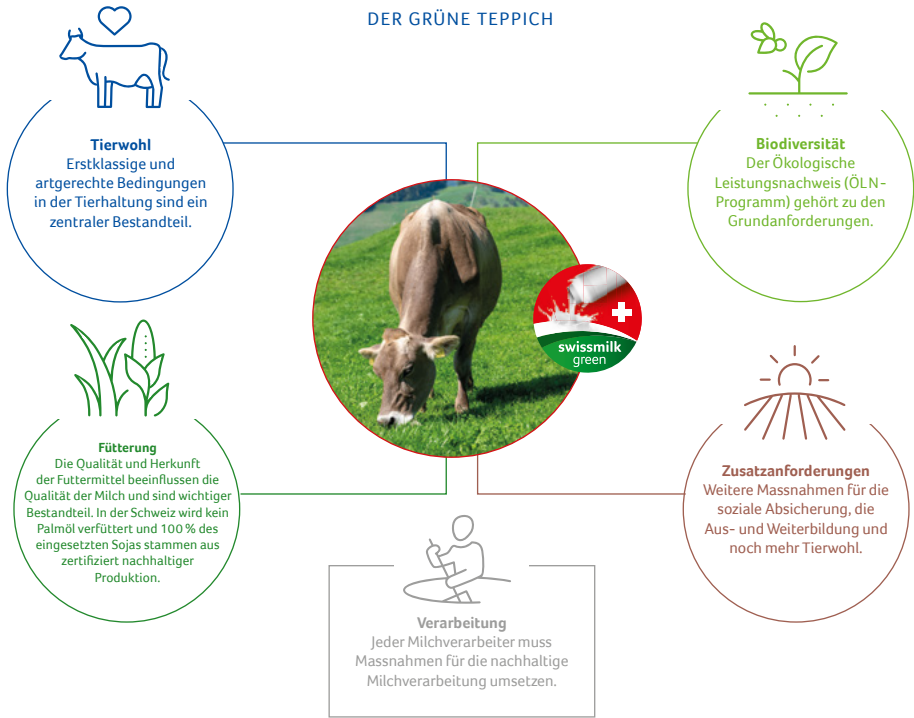 DER GRÜNE TEPPICH
Tierwohl
Erstklassige und
artgerechte Bedingungen
in der Tierhaltung sind ein
zentraler Bestandteil.
Biodiversität
Der Ökologische
Leistungsnachweis (ÖLN-
Programm) gehört zu den
Grundanforderungen.
swissmilk
green
Fütterung
Die Qualität und Herkunft
der Futtermittel beeinflussen die
Qualität der Milch und sind wichtiger
Bestandteil. In der Schweiz wird kein
Palmöl verfüttert und 100 % des
eingesetzten Sojas stammen aus
zertifiziert nachhaltiger
Produktion.
Zusatzanforderungen
Weitere Massnahmen für die
soziale Absicherung, die
Aus- und Weiterbildung und
noch mehr Tierwohl.
Verarbeitung
Jeder Milchverarbeiter muss
Massnahmen für die nachhaltige
Milchverarbeitung umsetzen.